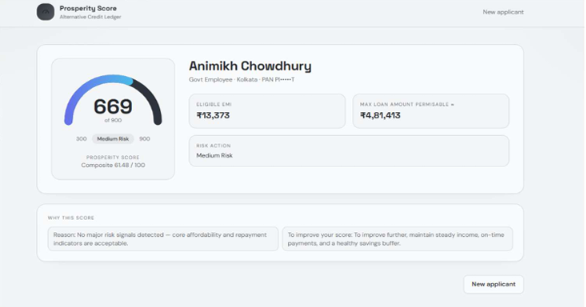 Prosperity Score
Alternative Credit Ledger
New applicant
669
of 900
300 Medium Risk 900
PROSPERITY SCORE
Composite 61.48 / 100
Animikh Chowdhury
Govt Employee · Kolkata · PAN PI•••••7
ELIGIBLE EMI
₹13,373
MAX LOAN AMOUNT PERMISSABLE
₹4,81,413
RISK ACTION
Medium Risk
WHY THIS SCORE
Reason: No major risk signals detected — core affordability and repayment
indicators are acceptable.
To improve your score: To improve further, maintain steady income, on-time
payments, and a healthy savings buffer.
New applicant